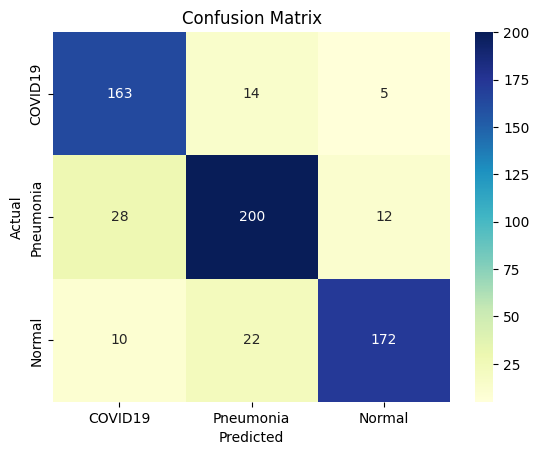 Confusion Matrix
Actual
COVID19
163 14 5
Pneumonia
28 200 12
Normal
10 22 172
COVID19 Pneumonia Normal
Predicted
200
175
150
125
100
75
50
25